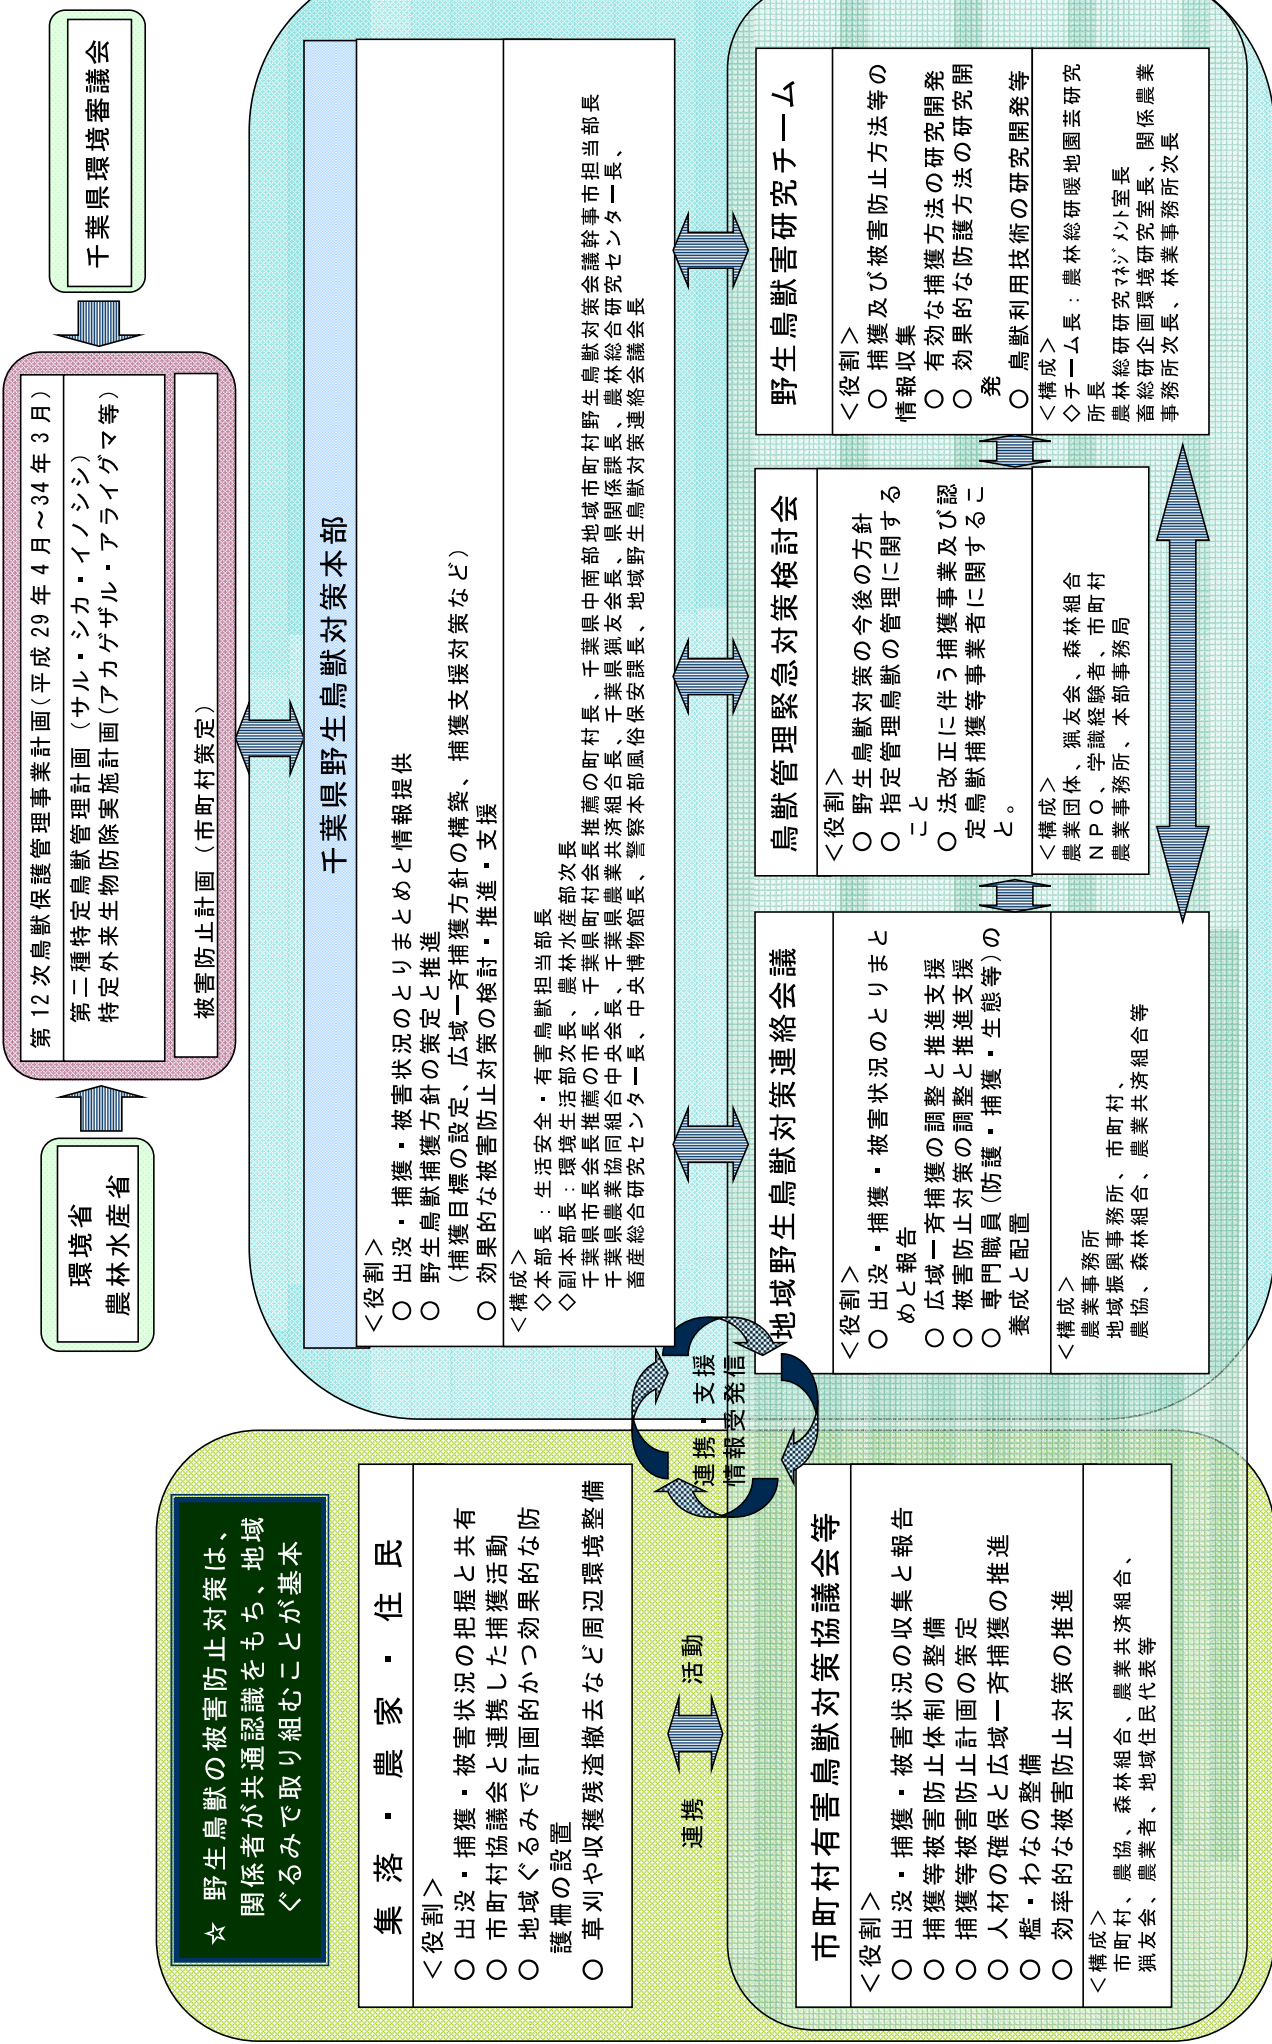 環境省
農林水産省
第12次鳥獣保護管理事業計画(平成29年4月～34年3月)
第二種特定鳥獣管理計画（サル・シカ・イノシシ）
特定外来生物防除実施計画(アカゲザル・アライグマ等)
被害防止計画（市町村策定）
千葉県環境審議会
☆ 野生鳥獣の被害防止対策は、
関係者が共通認識をもち、地域
ぐるみで取り組むことが基本
千葉県野生鳥獣対策本部
＜役割＞
○ 出没・捕獲・被害状況のとりまとめと情報提供
○ 野生鳥獣捕獲方針の策定と推進
（捕獲目標の設定、広域一斉捕獲方針の構築、捕獲支援対策など）
○ 効果的な被害防止対策の検討・推進・支援
＜構成＞
◇本部長：生活安全・有害鳥獣担当部長
◇副本部長：環境生活部次長、農林水産部次長
千葉県市長会長推薦の市長、千葉県町村会長推薦の町村長、千葉県中南部地域市町村野生鳥獣対策会議幹事市担当部長
千葉県農業協同組合中央会長、千葉県農業共済組合長、千葉県猟友会長、県関係課長、農林総合研究センター長、
畜産総合研究センター長、中央博物館長、警察本部風俗保安課長、地域野生鳥獣対策連絡会議会長
集落・農家・住民
＜役割＞
○ 出没・捕獲・被害状況の把握と共有
○ 市町村協議会と連携した捕獲活動
○ 地域ぐるみで計画的かつ効果的な防
護柵の設置
○ 草刈や収穫残渣撤去など周辺環境整備
連携・支援
情報受発信
連携
活動
市町村有害鳥獣対策協議会等
＜役割＞
○ 出没・捕獲・被害状況の収集と報告
○ 捕獲等被害防止体制の整備
○ 捕獲等被害防止計画の策定
○ 人材の確保と広域一斉捕獲の推進
○ 檻・わなの整備
○ 効率的な被害防止対策の推進
＜構成＞
市町村、農協、森林組合、農業共済組合、
猟友会、農業者、地域住民代表等
地域野生鳥獣対策連絡会議
＜役割＞
○ 出没・捕獲・被害状況のとりまと
めと報告
○ 広域一斉捕獲の調整と推進支援
○ 被害防止対策の調整と推進支援
○ 専門職員(防護・捕獲・生態等)の
養成と配置
＜構成＞
農業事務所
地域振興事務所、市町村、
農協、森林組合、農業共済組合等
鳥獣管理緊急対策検討会
＜役割＞
○ 野生鳥獣対策の今後の方針
○ 指定管理鳥獣の管理に関する
こと
○ 法改正に伴う捕獲事業及び認
定鳥獣捕獲等事業者に関するこ
と。
＜構成＞
農業団体、猟友会、森林組合
ＮＰＯ、学識経験者、市町村
農業事務所、本部事務局
野生鳥獣害研究チーム
＜役割＞
○ 捕獲及び被害防止方法等の
情報収集
○ 有効な捕獲方法の研究開発
○ 効果的な防護方法の研究開
発
○ 鳥獣利用技術の研究開発等
＜構成＞
◇チーム長：農林総研暖地園芸研究
所長
農林総研研究ﾏﾈｼﾞﾒﾝﾄ室長
畜総研企画環境研究室長、関係農業
事務所次長、林業事務所次長